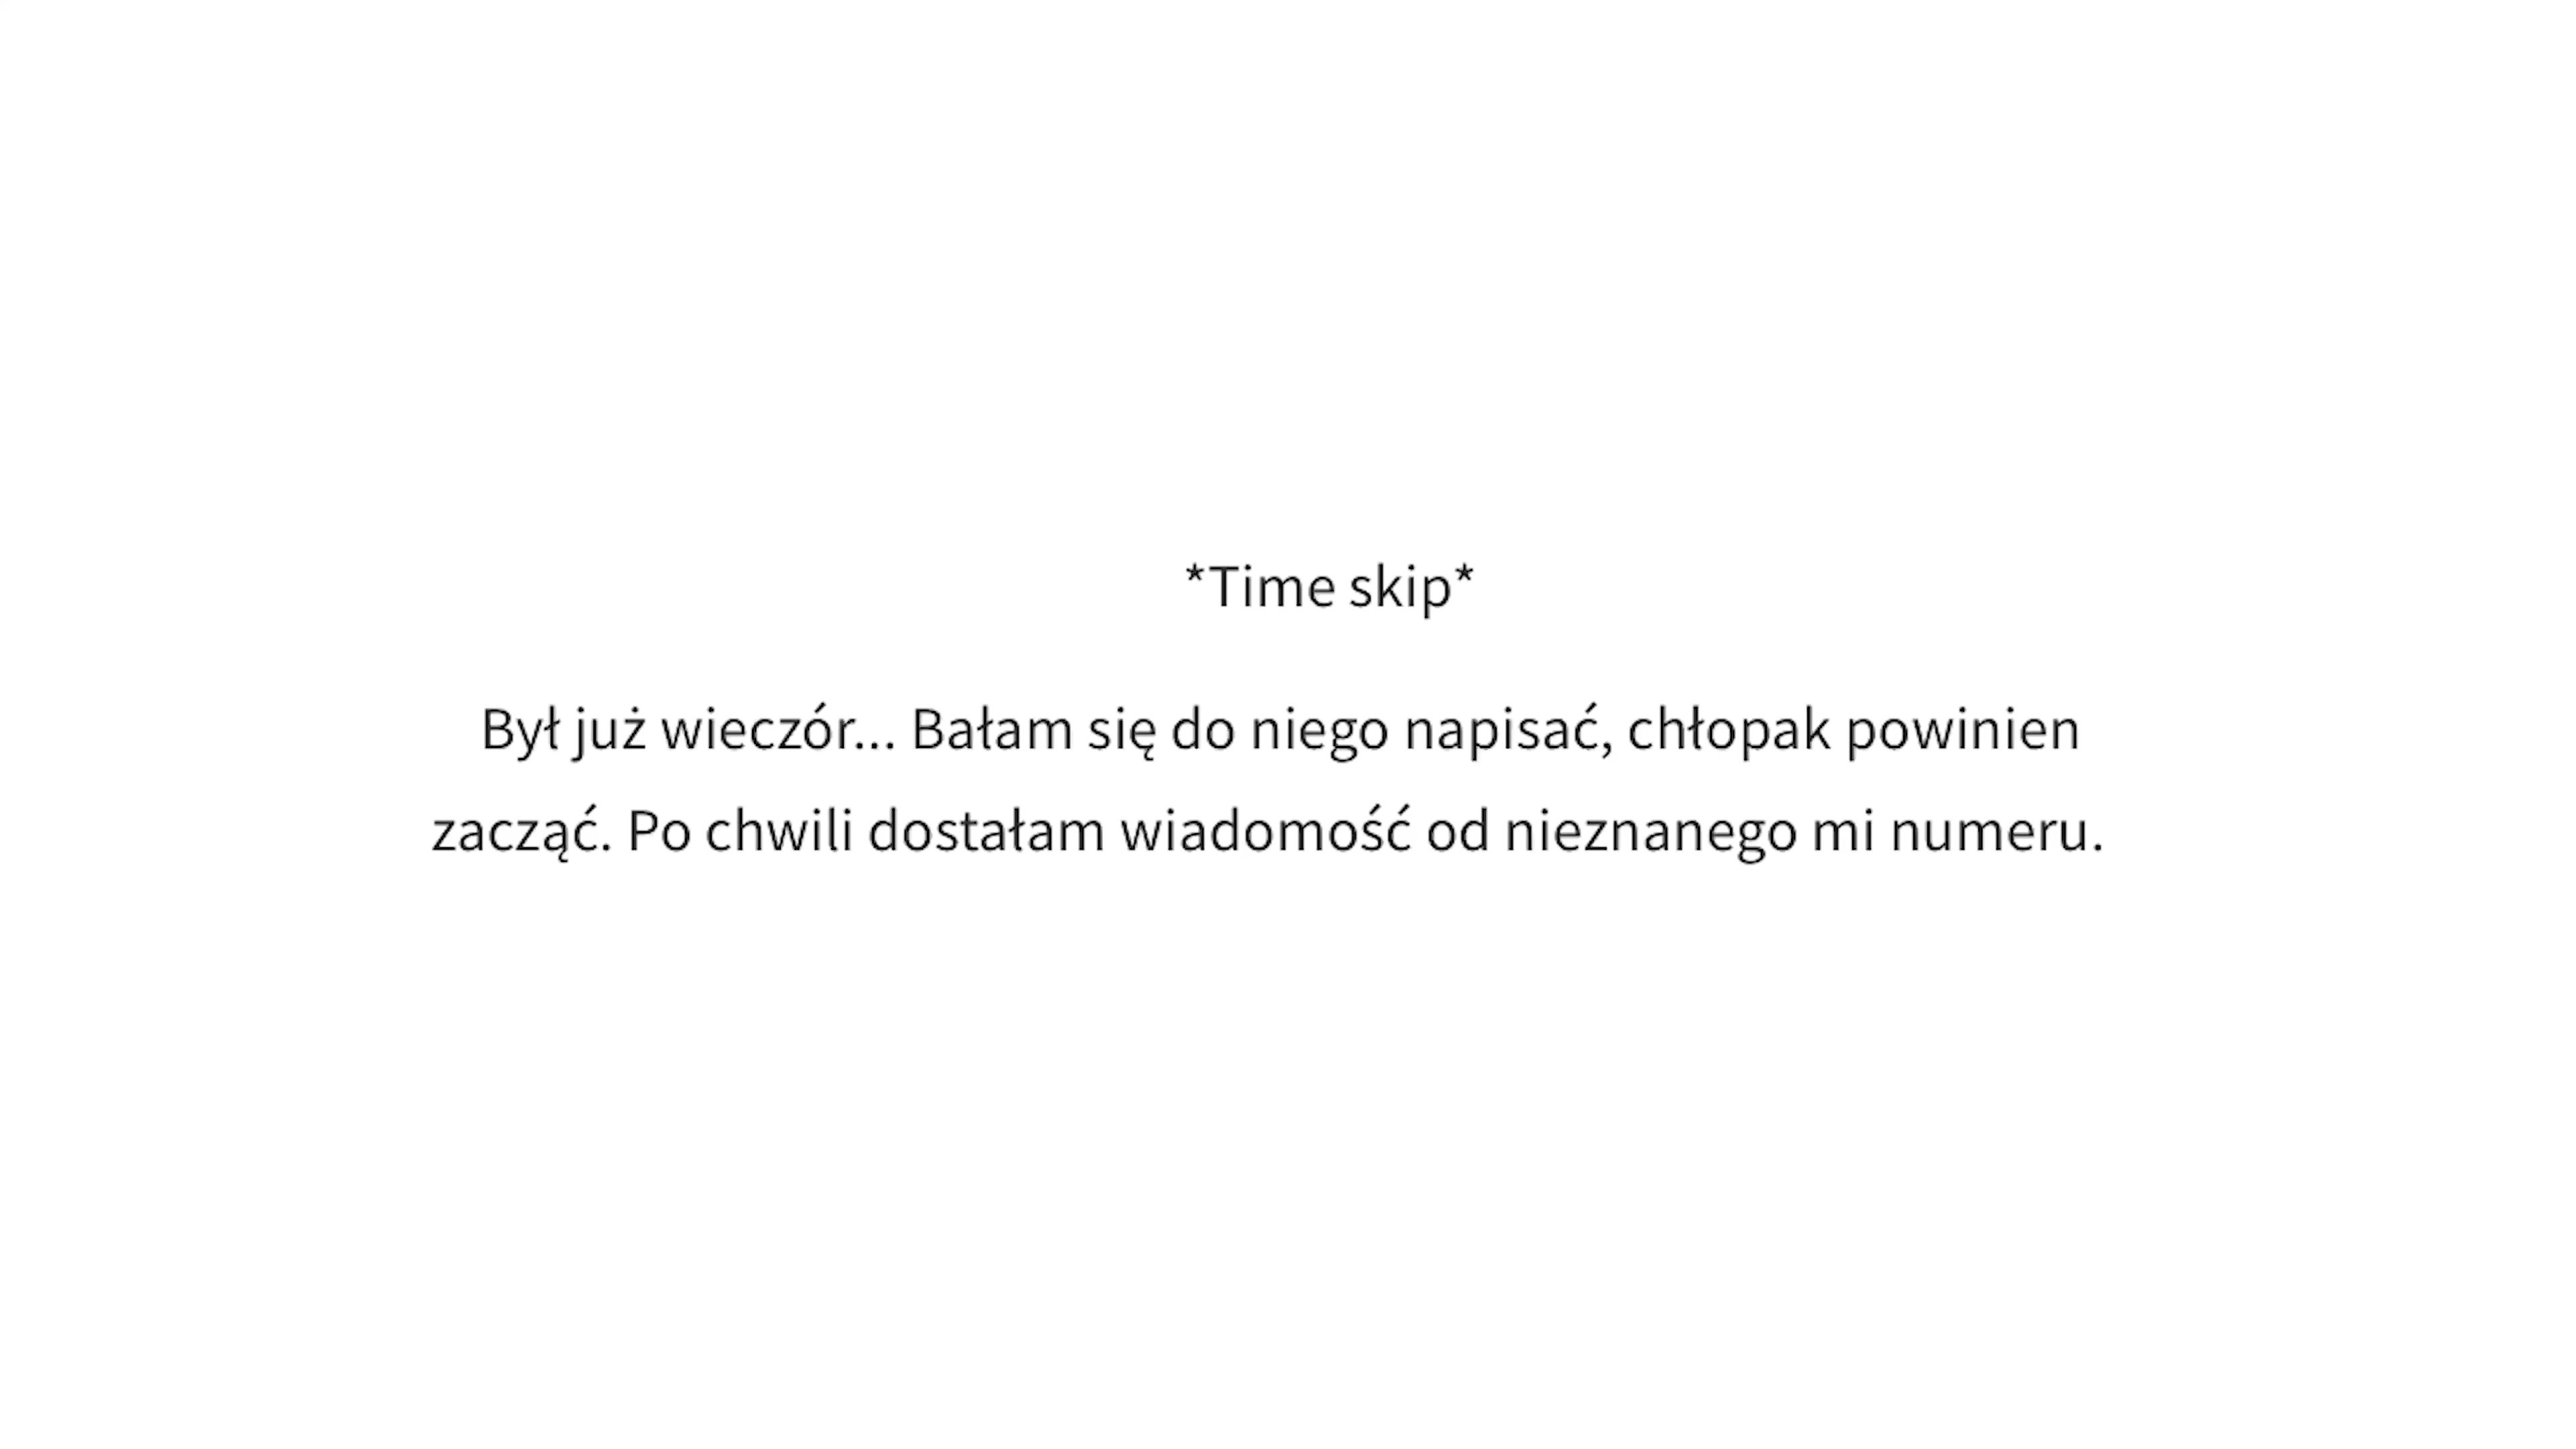 *Time skip*
Był już wieczór... Bałam się do niego napisać, chłopak powinien
zacząć. Po chwili dostałam wiadomość od nieznanego mi numeru.